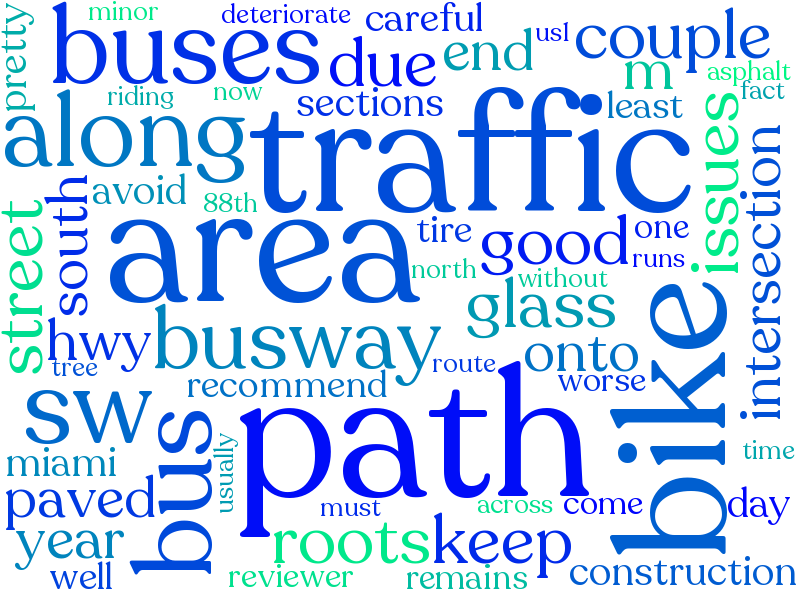 minor
deteriorate
careful
usl
couple
pretty
buses
due
end
m
asphalt
fact
riding
now
sections
least
along
traffic
issues
intersection
avoid
88th
south
street
area
tire
good
one
runs
north
without
glass
hwy
busway
onto
bike
tree
route
worse
recommend
sw
path
bus
miami
usually
time
paved
must
across
come
day
year
roots
keep
well
reviewer
remains
construction